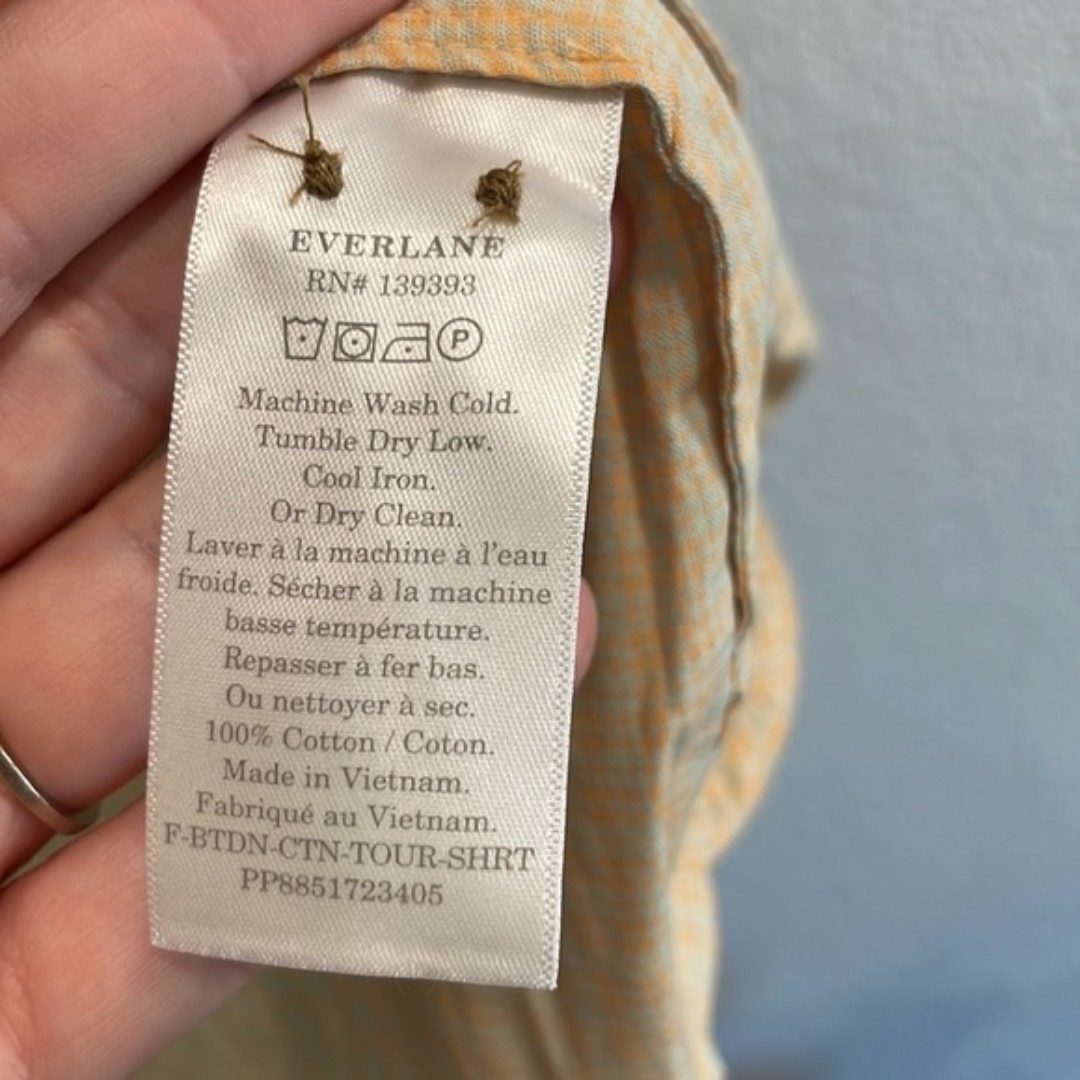 EVERLANE
RN# 139393
P
Machine Wash Cold.
Tumble Dry Low.
Cool Iron.
Or Dry Clean.
Laver à la machine à l'eau
froide. Sécher à la machine
basse température.
Repasser à fer bas.
Ou nettoyer à sec.
100% Cotton / Coton.
Made in Vietnam.
Fabriqué au Vietnam.
F-BTDN-CTN-TOUR-SHRT
PP8851723405